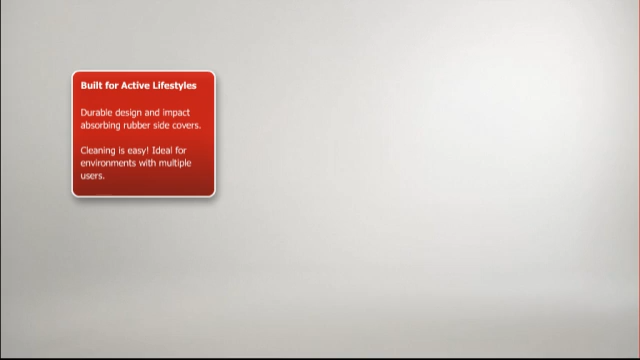 Built for Active Lifestyles
Durable design and impact
absorbing rubber side covers.
Cleaning is easy! Ideal for
environments with multiple
users.